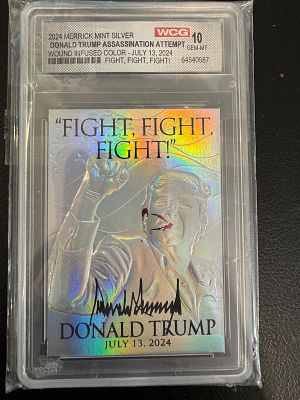 2024 MERRICK MINT SILVER
DONALD TRUMP ASSASSINATION ATTEMPT
WOUND INFUSED COLOR - JULY 13, 2024
FIGHT, FIGHT, FIGHT!
WCG
10
GEM-MT
64540987
"FIGHT, FIGHT,
FIGHT!"
DONALD TRUMP
JULY 13, 2024